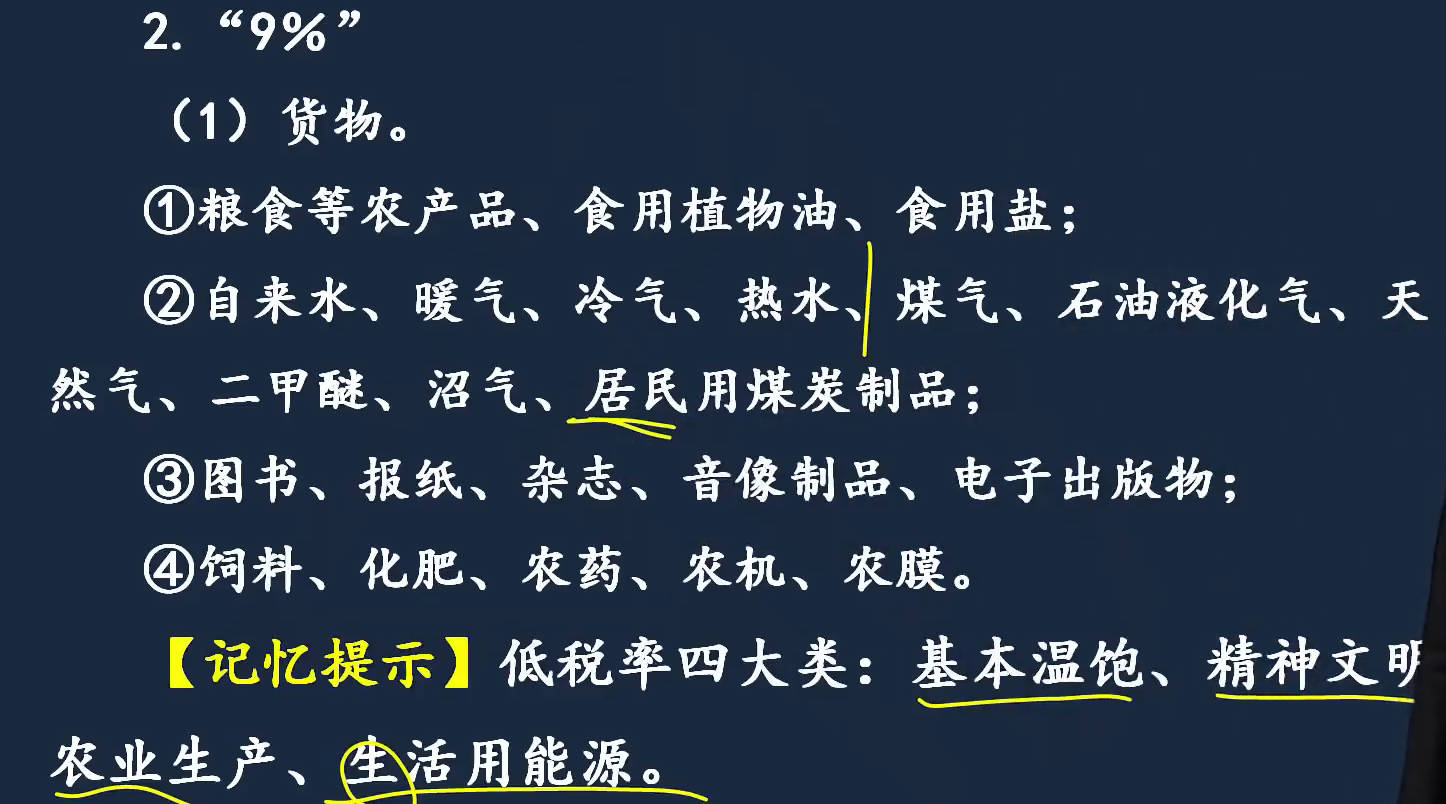 2.“9%”
（1）货物。
①粮食等农产品、食用植物油、食用盐；
②自来水、暖气、冷气、热水、煤气、石油液化气、天
然气、二甲醚、沼气、居民用煤炭制品；
③图书、报纸、杂志、音像制品、电子出版物；
④饲料、化肥、农药、农机、农膜。
【记忆提示】低税率四大类：基本温饱、精神文明
农业生产、生活用能源。